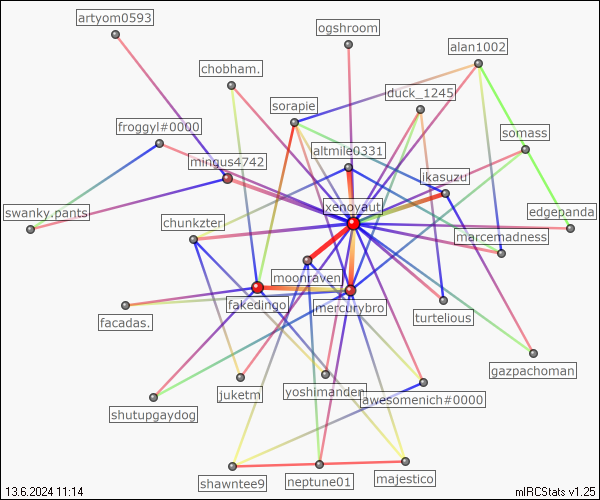 artyom0593
ogshroom
alan1002
chobham.
duck_1245
sorapie
froggyl#0000
somass
altmile0331
mingus4742
ikasuzu
xenoyaut
swanky.pants
edgepanda
chunkzter
marcemadness
moonraven
fakedingo
mercurybro
facadas.
turtelious
gazpachoman
juketm
yoshimanden
awesomenich#0000
shutupgaydog
shawntee9
neptune01
majestico
13.6.2024 11:14
mIRCStats v1.25